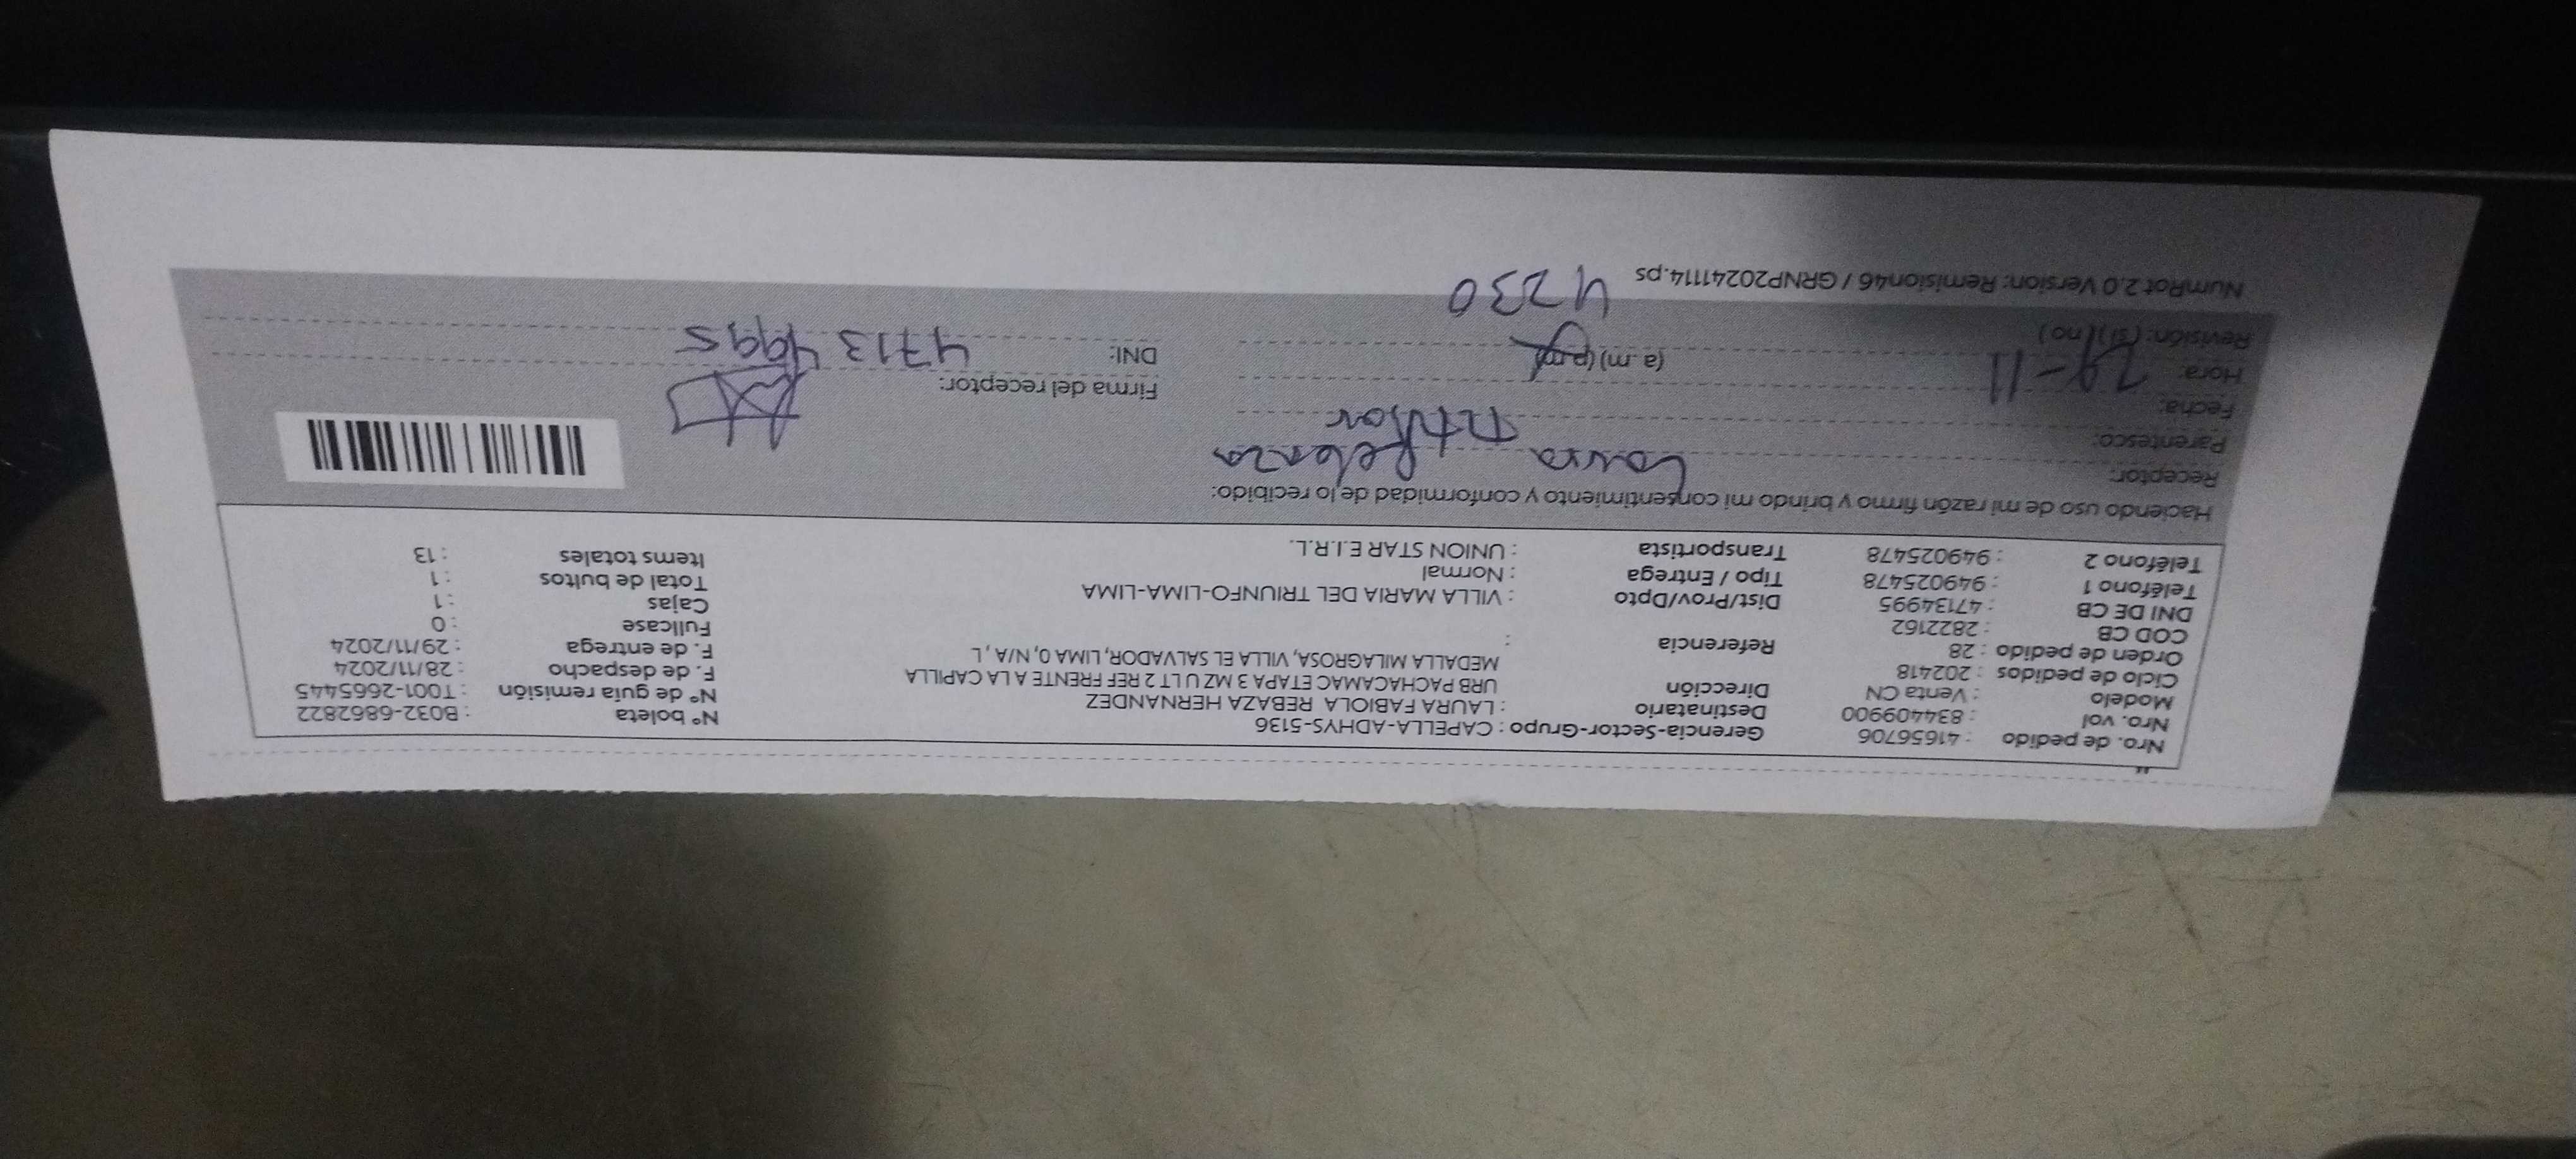 Nro. de pedido : 41656706 Gerencia-Sector-Grupo : CAPELLA-ADHYS-5136 N° boleta : B032-6862822
Nro. vol : 834409900 Destinatario : LAURA FABIOLA REBAZA HERNANDEZ N° de guía remisión : T001-2665445
Modelo : Venta CN Dirección URB PACHACAMAC ETAPA 3 MZ U LT 2 REF FRENTE A LA CAPILLA F. de despacho : 28/11/2024
Ciclo de pedidos : 202418 MEDALLA MILAGROSA, VILLA EL SALVADOR, LIMA 0, N/A , L F. de entrega : 29/11/2024
Orden de pedido : 28 Referencia : Fullcase : 0
COD CB : 2822162 Cajas : 1
DNI DE CB : 47134995 Dist/Prov/Dpto : VILLA MARIA DEL TRIUNFO-LIMA-LIMA Total de bultos : 1
Teléfono 1 : 949025478 Tipo / Entrega : Normal Items totales : 13
Teléfono 2 : 949025478 Transportista : UNION STAR E.I.R.L.
Haciendo uso de mi razón firmo y brindo mi consentimiento y conformidad de lo recibido:
Receptor: Laura
Parentesco: Titular
Fecha: 29-11 Firma del receptor:
Hora: (a.m) (p.m) DNI: 47134995
Revisión: (si) (no) 4230
NumRot 2.0 Version: Remision46 / GRNP20241114.ps